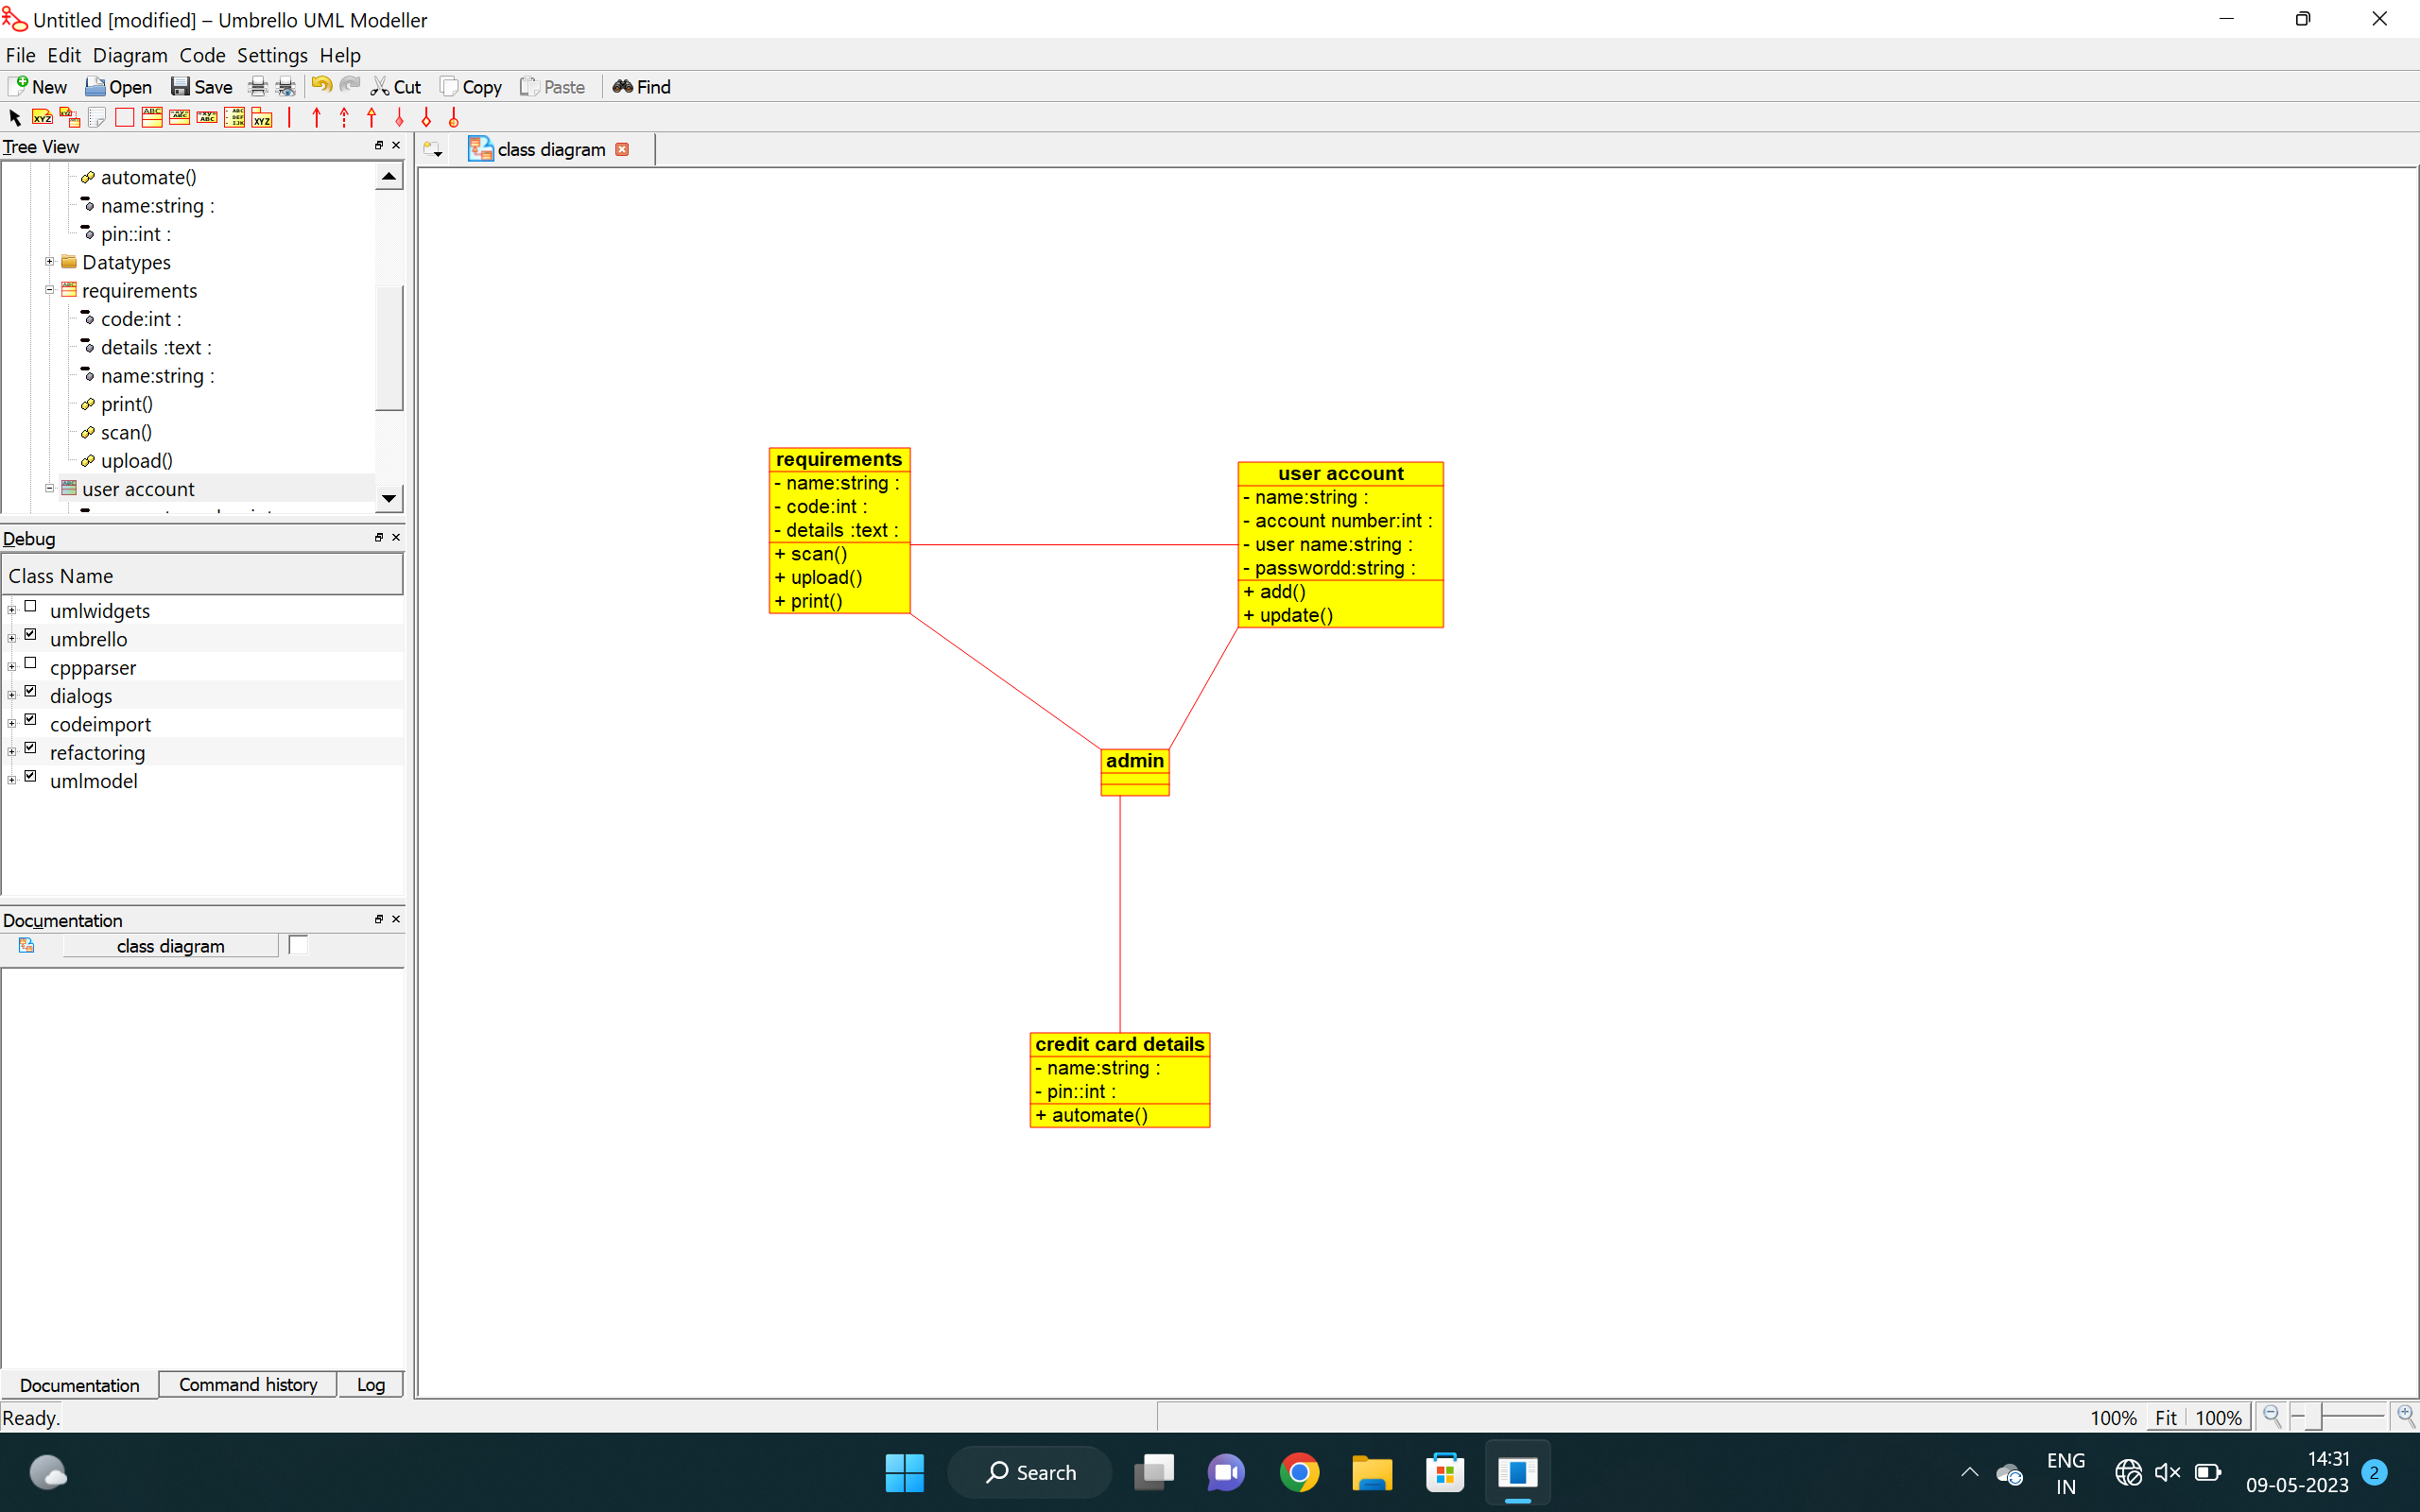 Untitled [modified] – Umbrello UML Modeller
File Edit Diagram Code Settings Help
New Open Save Cut Copy Paste Find
Tree View
class diagram
automate()
name:string :
pin::int :
Datatypes
requirements
code:int :
details :text :
name:string :
print()
scan()
upload()
user account
Debug
Class Name
umlwidgets
umbrello
cppparser
dialogs
codeimport
refactoring
umlmodel
Documentation
class diagram
Documentation Command history Log
Ready.
requirements
- name:string :
- code:int :
- details :text :
+ scan()
+ upload()
+ print()
user account
- name:string :
- account number:int :
- user name:string :
- passwordd:string :
+ add()
+ update()
admin
credit card details
- name:string :
- pin::int :
+ automate()
100% Fit 100%
Search
ENG
IN
14:31
09-05-2023
2